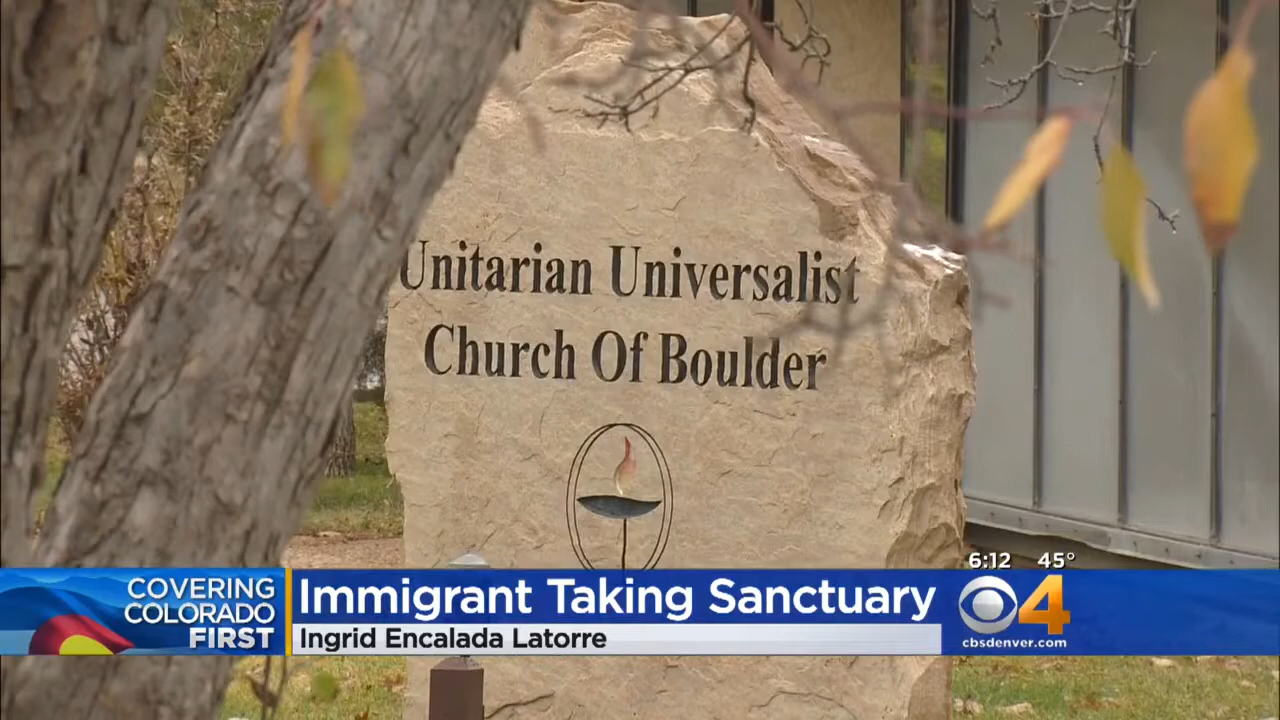 Unitarian Universalist
Church Of Boulder
6:12 45°
COVERING
COLORADO
FIRST
Immigrant Taking Sanctuary
Ingrid Encalada Latorre
4
cbsdenver.com